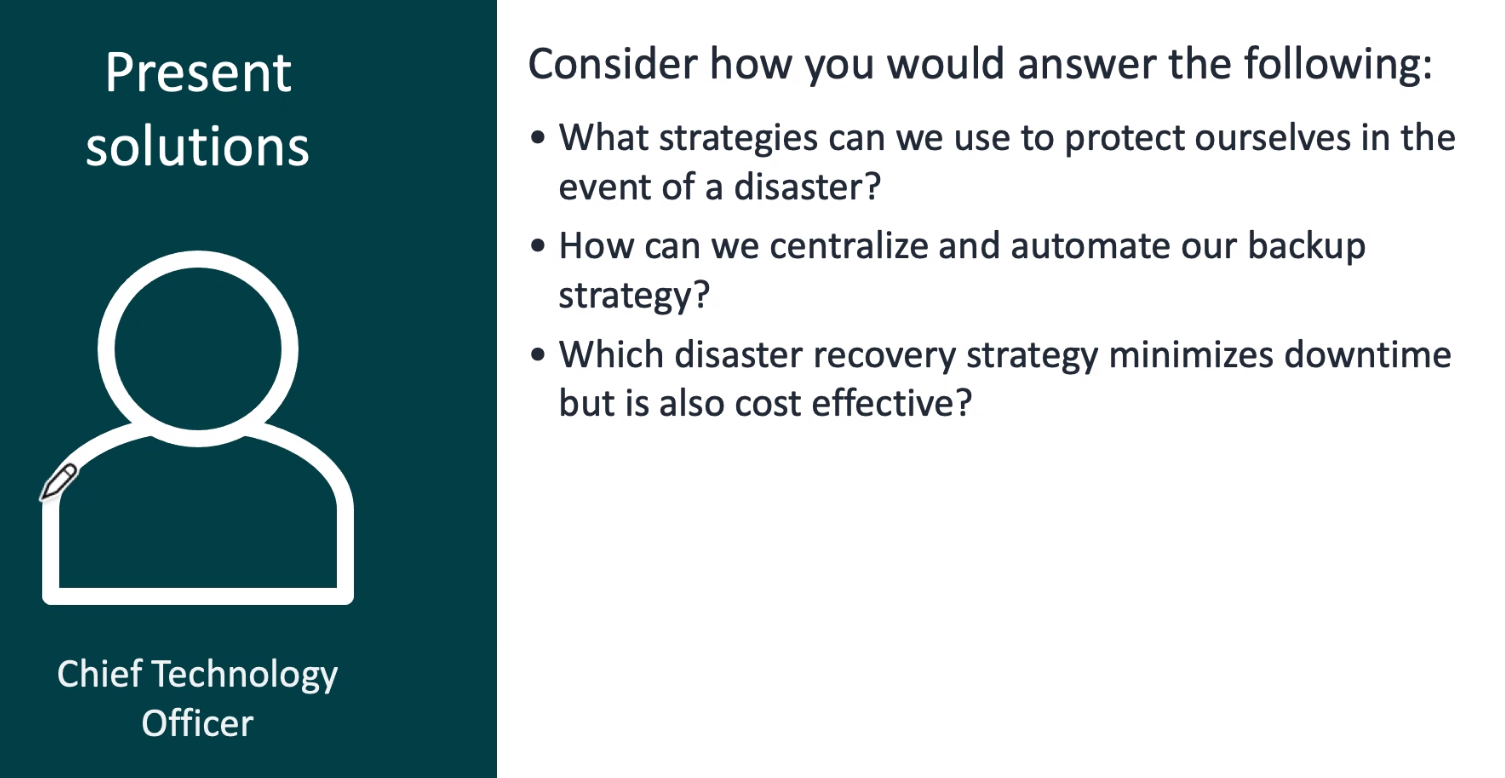 Present
solutions
Chief Technology
Officer
Consider how you would answer the following:
• What strategies can we use to protect ourselves in the
event of a disaster?
• How can we centralize and automate our backup
strategy?
• Which disaster recovery strategy minimizes downtime
but is also cost effective?